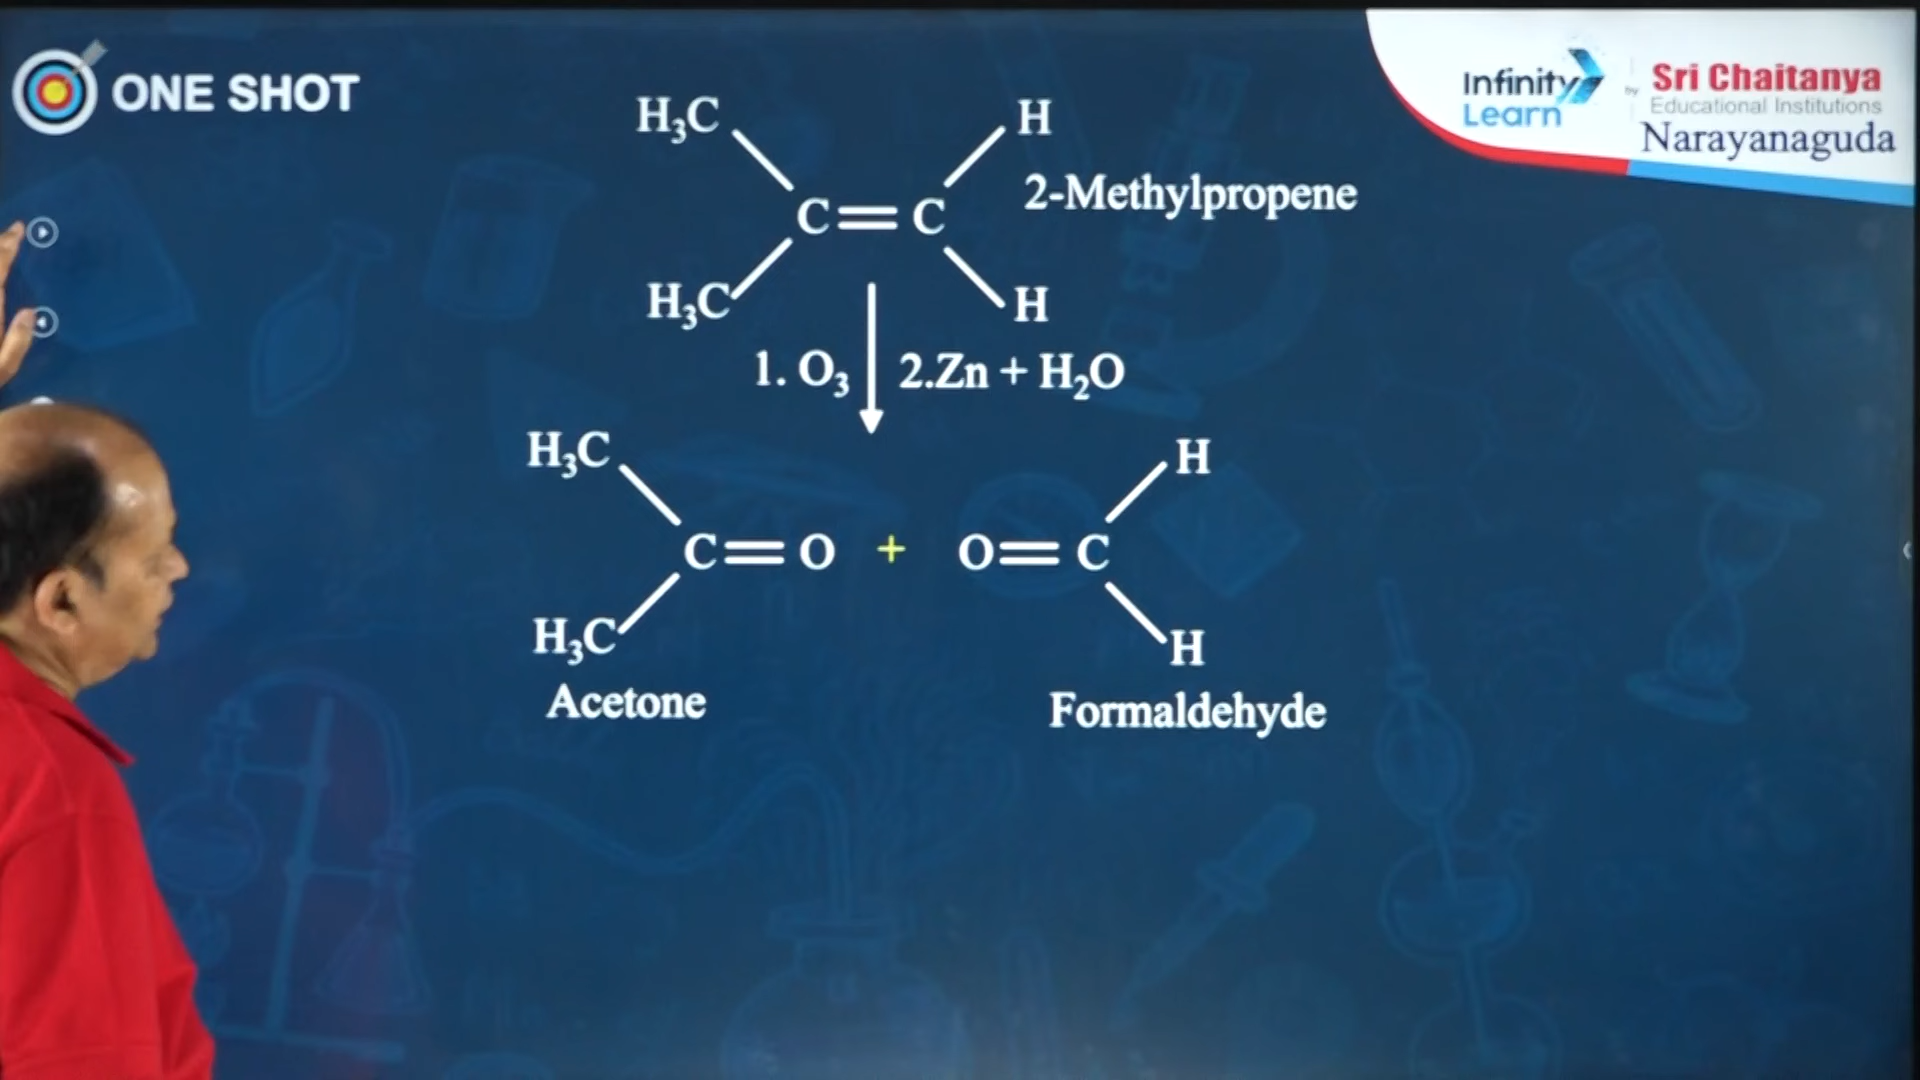 ONE SHOT
Infinity Learn by Sri Chaitanya
Educational Institutions
Narayanaguda
H₃C H
C=C
2-Methylpropene
H₃C H
1. O₃ 2.Zn + H₂O
H₃C H
C=O + O=C
H₃C H
Acetone Formaldehyde